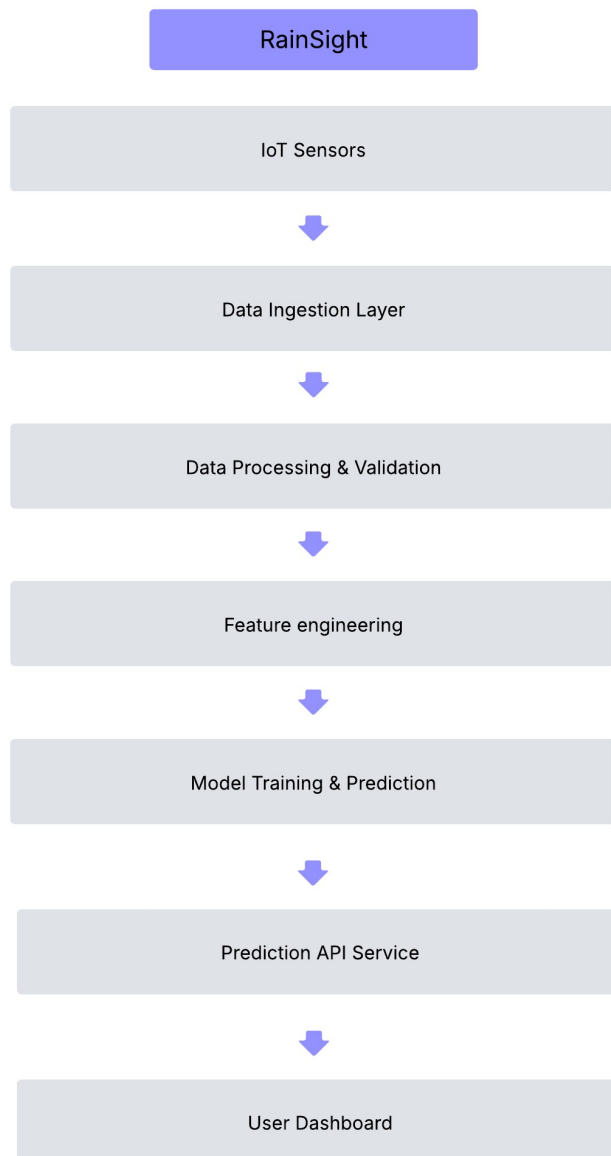 RainSight
IoT Sensors
Data Ingestion Layer
Data Processing & Validation
Feature engineering
Model Training & Prediction
Prediction API Service
User Dashboard